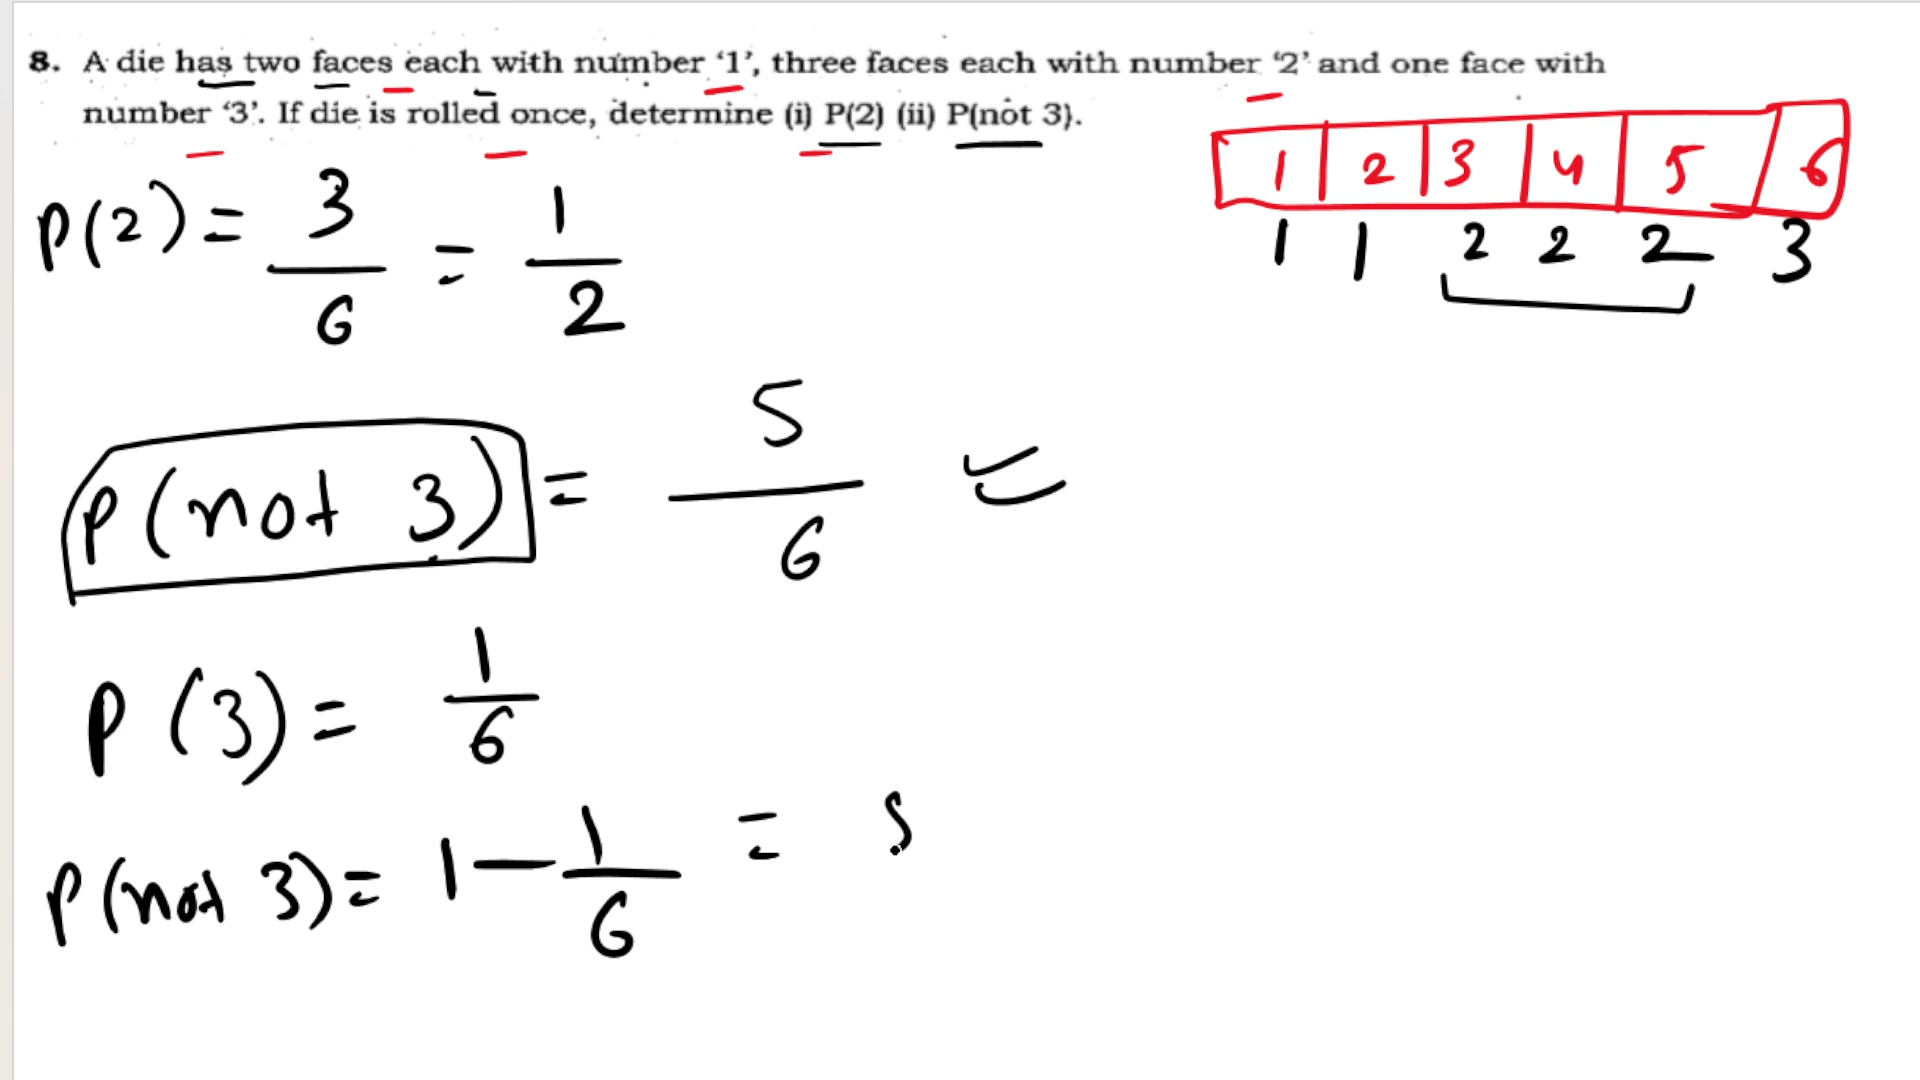 8. A die has two faces each with number ‘1’, three faces each with number ‘2’ and one face with
number ‘3’. If die is rolled once, determine (i) P(2) (ii) P(not 3).
1 2 3 4 5 6
1 1 2 2 2 3
P(2) = 3/6 = 1/2
P(not 3) = 5/6
P(3) = 1/6
P(not 3) = 1 - 1/6 =